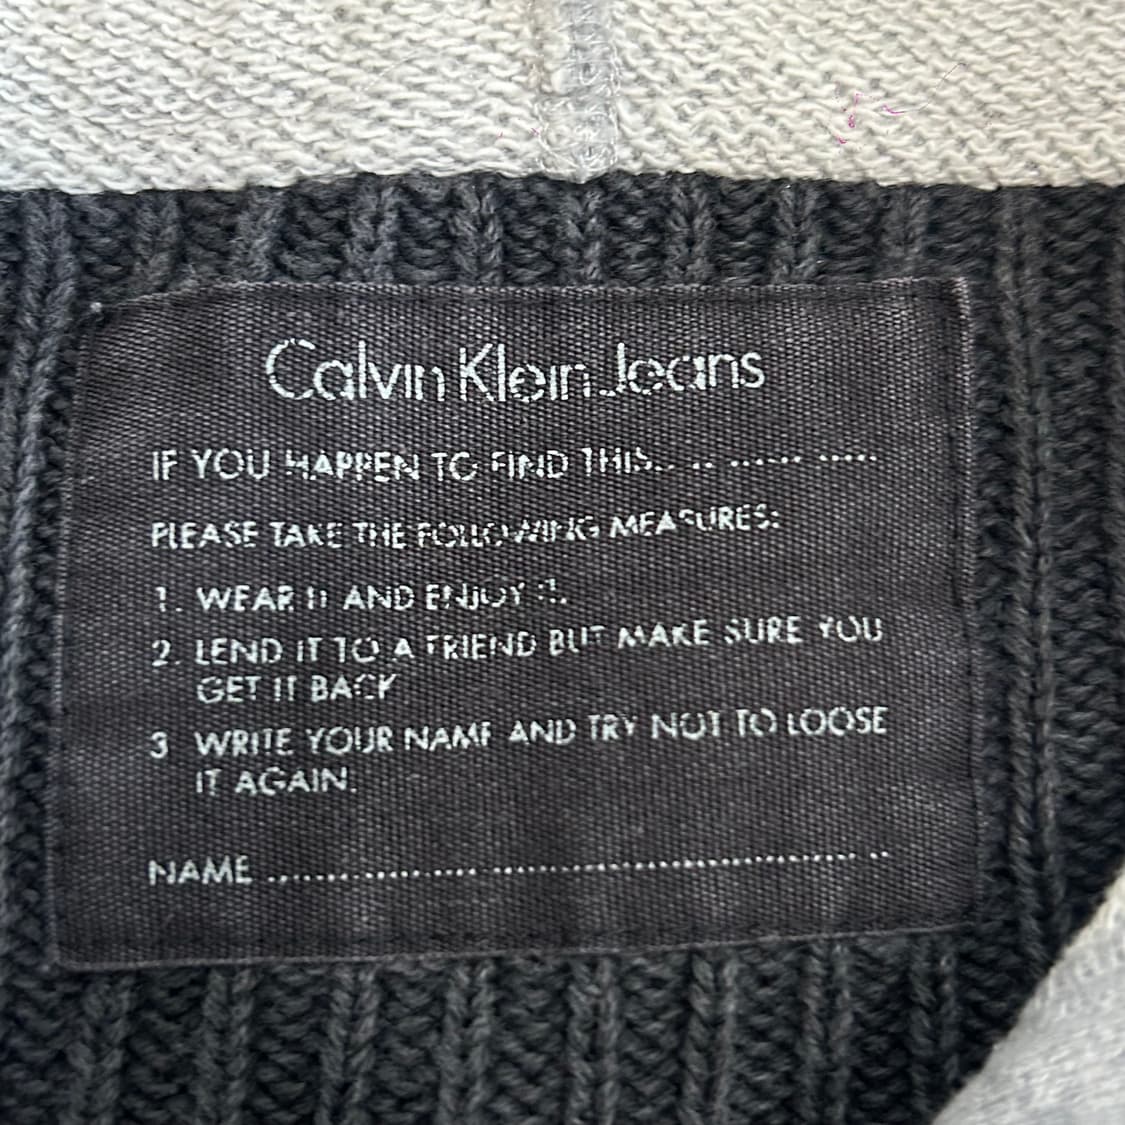 Calvin Klein Jeans
IF YOU HAPPEN TO FIND THIS.. .. ...... .....
PLEASE TAKE THE FOLLOWING MEASURES:
1. WEAR IT AND ENJOY IT.
2. LEND IT TO A FRIEND BUT MAKE SURE YOU
GET IT BACK
3 WRITE YOUR NAME AND TRY NOT TO LOOSE
IT AGAIN.
NAME ............................................................